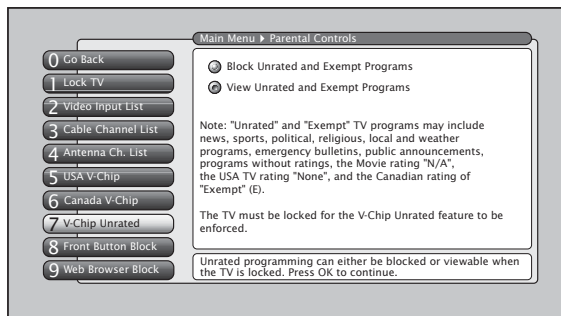 Main Menu ▶ Parental Controls
0 Go Back
1 Lock TV
2 Video Input List
3 Cable Channel List
4 Antenna Ch. List
5 USA V-Chip
6 Canada V-Chip
7 V-Chip Unrated
8 Front Button Block
9 Web Browser Block
Block Unrated and Exempt Programs
View Unrated and Exempt Programs
Note: "Unrated" and "Exempt" TV programs may include
news, sports, political, religious, local and weather
programs, emergency bulletins, public announcements,
programs without ratings, the Movie rating "N/A",
the USA TV rating "None", and the Canadian rating of
"Exempt" (E).
The TV must be locked for the V-Chip Unrated feature to be
enforced.
Unrated programming can either be blocked or viewable when
the TV is locked. Press OK to continue.